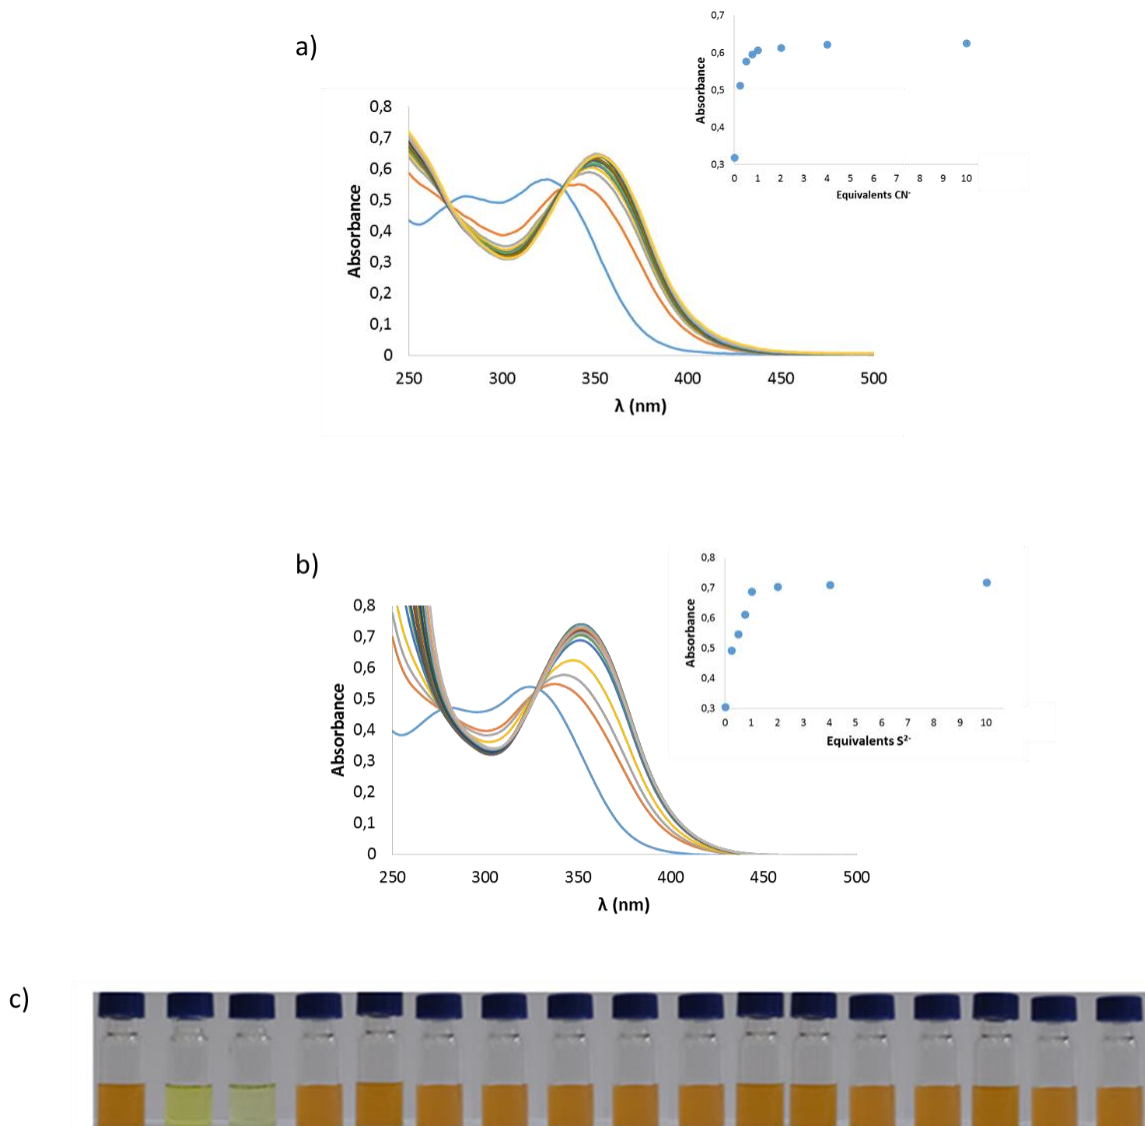 a)
0,7
0,6
0,5
0,4
0,3
Absorbance
0 1 2 3 4 5 6 7 8 9 10
Equivalents CN-
0,8
0,7
0,6
0,5
0,4
0,3
0,2
0,1
0
Absorbance
250 300 350 400 450 500
λ (nm)
b)
0,8
0,7
0,6
0,5
0,4
0,3
Absorbance
0 1 2 3 4 5 6 7 8 9 10
Equivalents S2-
0,8
0,7
0,6
0,5
0,4
0,3
0,2
0,1
0
Absorbance
250 300 350 400 450 500
λ (nm)
c)